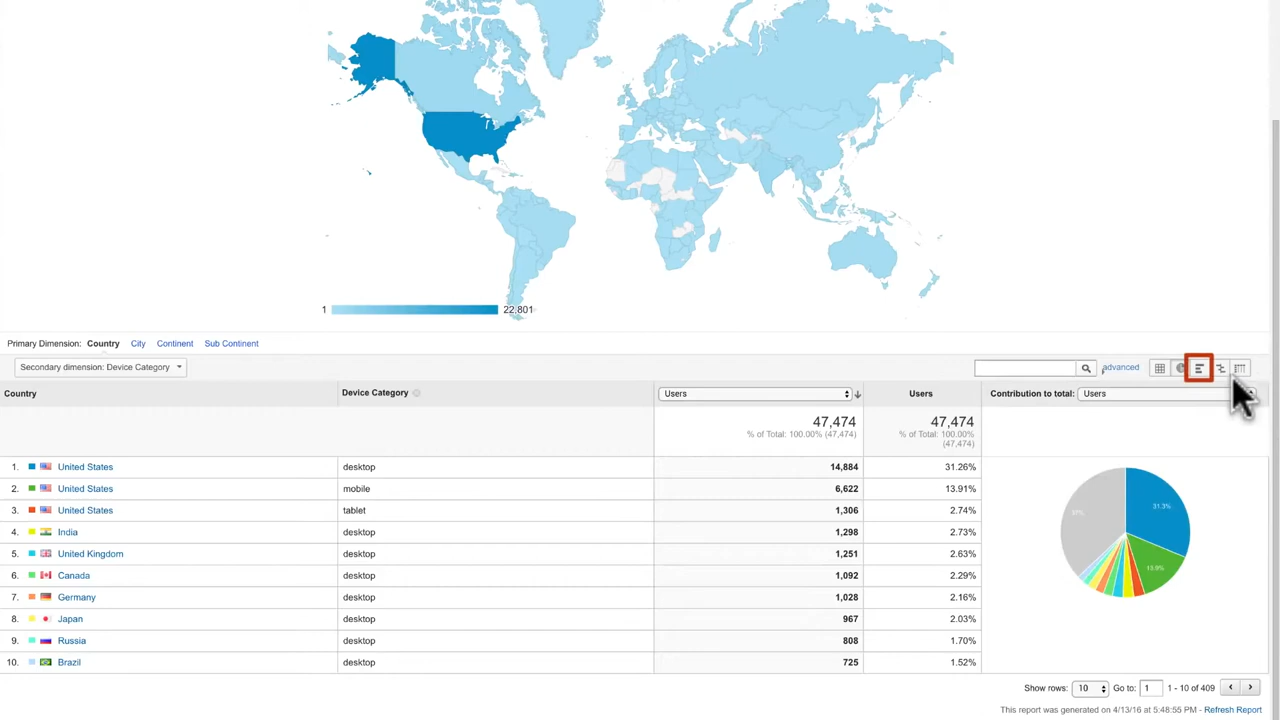 1 22,801
Primary Dimension: Country City Continent Sub Continent
Secondary dimension: Device Category advanced
Country Device Category Users Users Contribution to total: Users
47,474 47,474
% of Total: 100.00% (47,474) % of Total: 100.00%
(47,474)
1. United States desktop 14,884 31.26%
2. United States mobile 6,622 13.91%
3. United States tablet 1,306 2.74%
4. India desktop 1,298 2.73%
5. United Kingdom desktop 1,251 2.63%
6. Canada desktop 1,092 2.29%
7. Germany desktop 1,028 2.16%
8. Japan desktop 967 2.03%
9. Russia desktop 808 1.70%
10. Brazil desktop 725 1.52%
31.3%
37%
13.9%
Show rows: 10 Go to: 1 1 - 10 of 409
This report was generated on 4/13/16 at 5:48:55 PM - Refresh Report